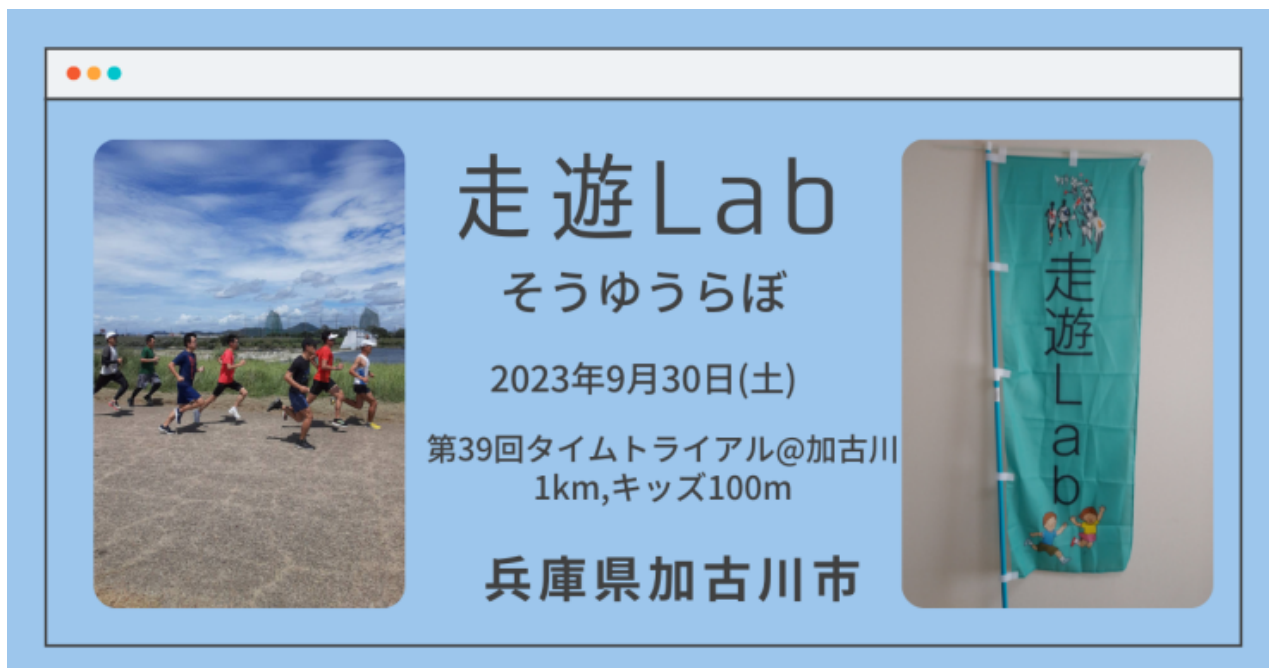 走遊Lab
そうゆうらぼ
2023年9月30日(土)
第39回タイムトライアル@加古川
1km,キッズ100m
兵庫県加古川市
走遊Lab